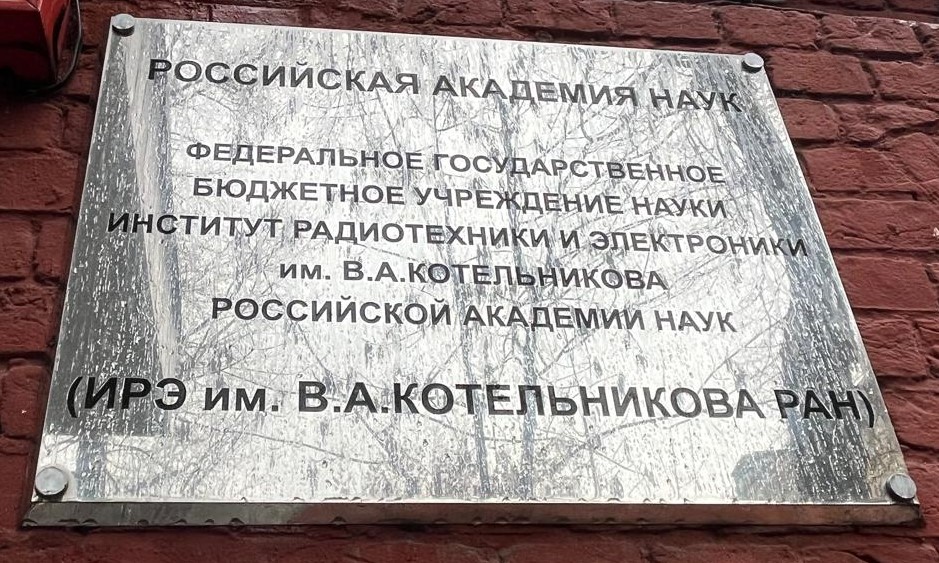 РОССИЙСКАЯ АКАДЕМИЯ НАУК
ФЕДЕРАЛЬНОЕ ГОСУДАРСТВЕННОЕ
БЮДЖЕТНОЕ УЧРЕЖДЕНИЕ НАУКИ
ИНСТИТУТ РАДИОТЕХНИКИ И ЭЛЕКТРОНИКИ
им. В.А.КОТЕЛЬНИКОВА
РОССИЙСКОЙ АКАДЕМИИ НАУК
(ИРЭ им. В.А.КОТЕЛЬНИКОВА РАН)